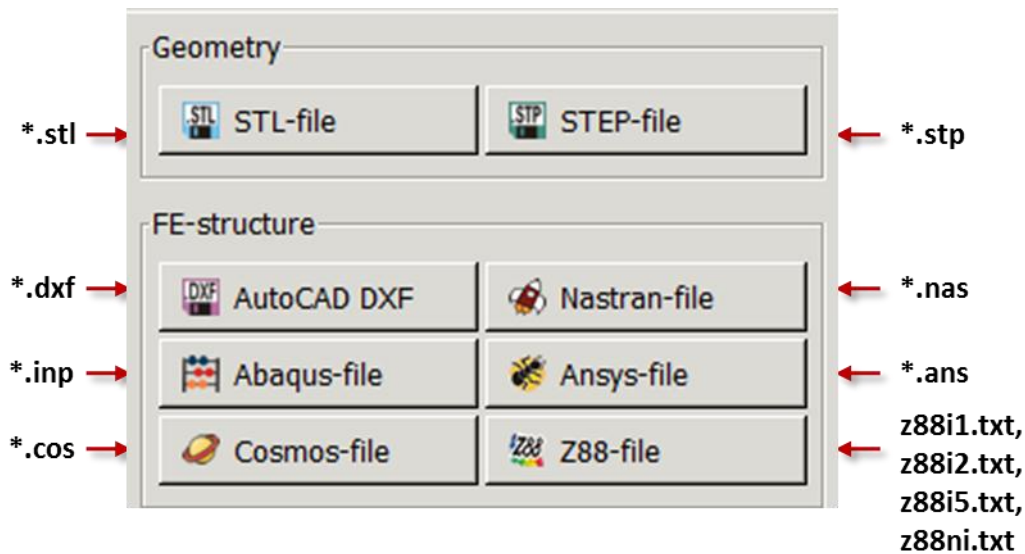 Geometry
*.stl
.STL
STL-file
.STP
STEP-file
*.stp
FE-structure
*.dxf
.DXF
AutoCAD DXF
Nastran-file
*.nas
*.inp
Abaqus-file
Ansys-file
*.ans
*.cos
Cosmos-file
Z88
Z88-file
z88i1.txt,
z88i2.txt,
z88i5.txt,
z88ni.txt